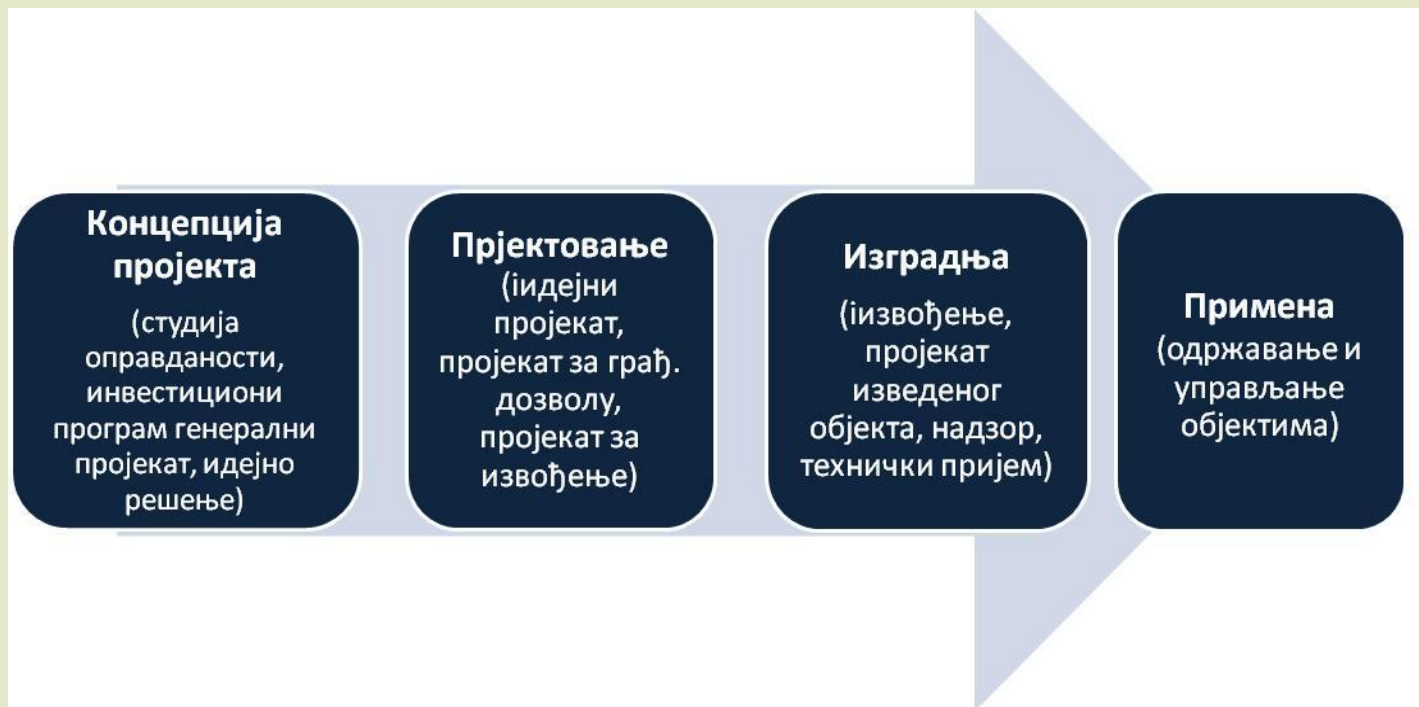 Концепција
пројекта
(студија
оправданости,
инвестициони
програм генерални
пројекат, идејно
решење)
Прјектовање
(іидејни
пројекат,
пројекат за грађ.
дозволу,
пројекат за
извођење)
Изградња
(іизвођење,
пројекат
изведеног
објекта, надзор,
технички пријем)
Примена
(одржавање и
управљање
објектима)